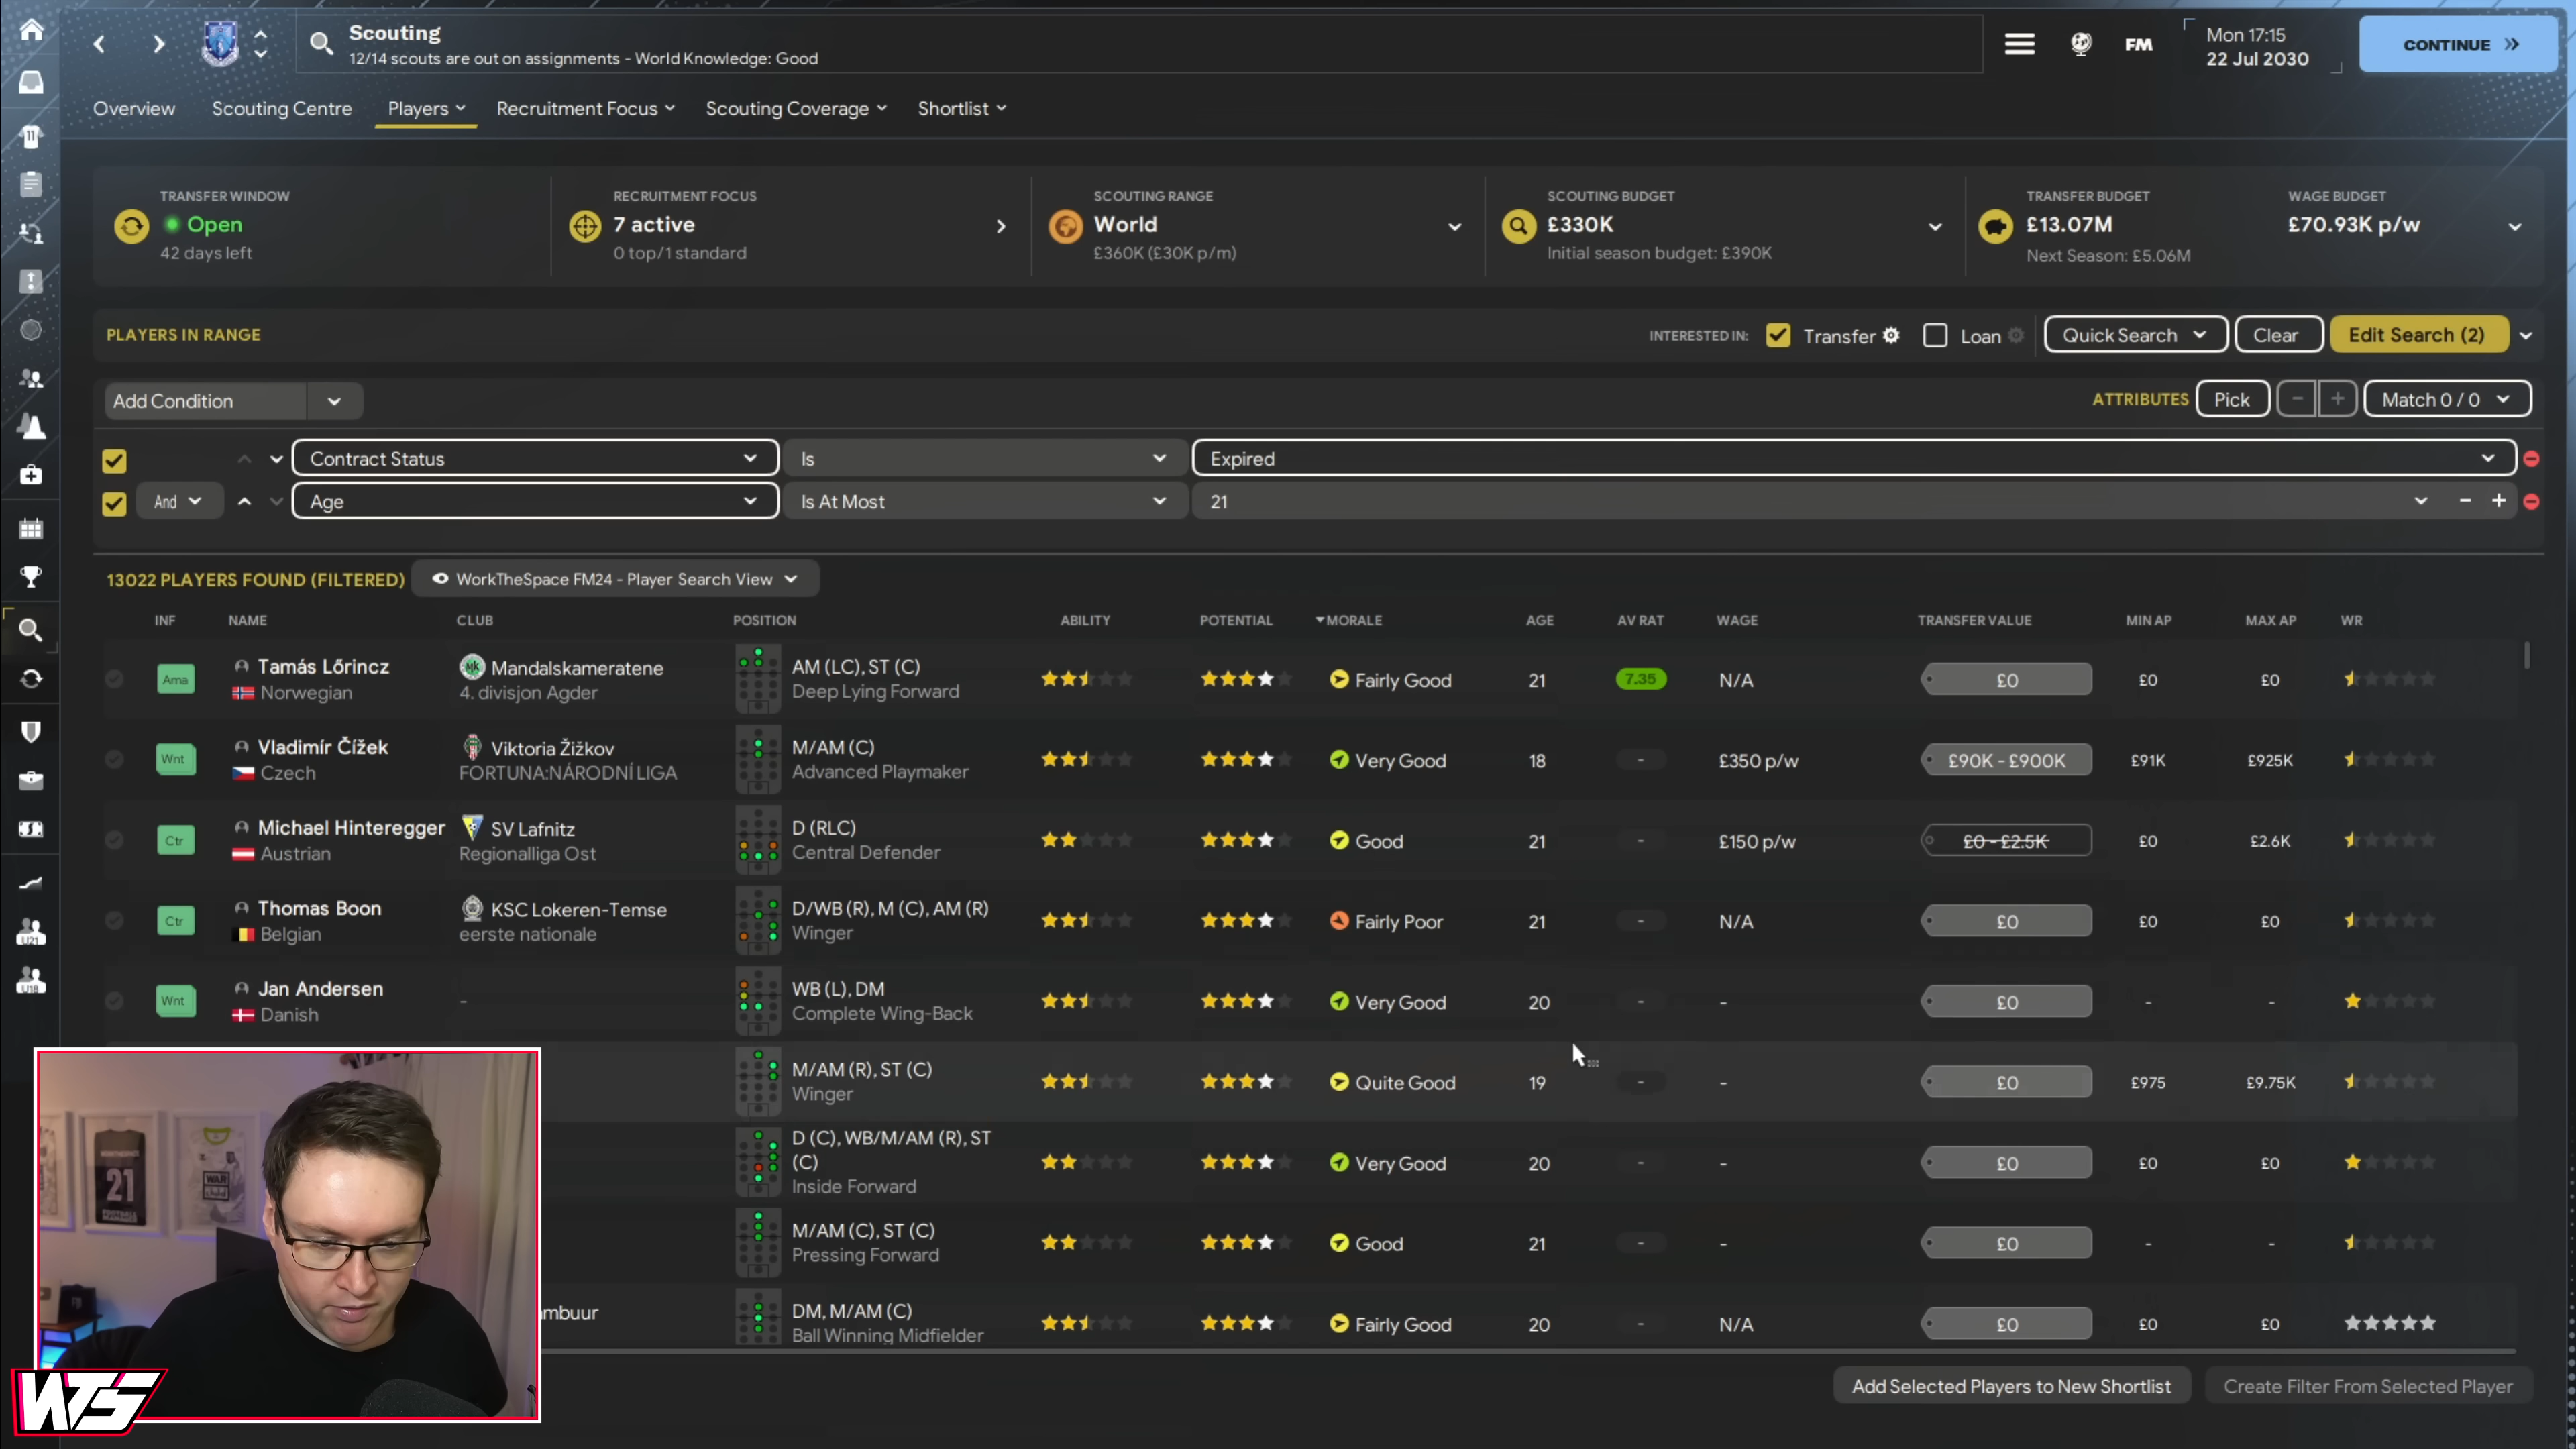 Scouting
12/14 scouts are out on assignments - World Knowledge: Good
FM
Mon 17:15
22 Jul 2030
CONTINUE
Overview
Scouting Centre
Players
Recruitment Focus
Scouting Coverage
Shortlist
TRANSFER WINDOW
Open
42 days left
RECRUITMENT FOCUS
7 active
0 top/1 standard
SCOUTING RANGE
World
£360K (£30K p/m)
SCOUTING BUDGET
£330K
Initial season budget: £390K
TRANSFER BUDGET
£13.07M
Next Season: £5.06M
WAGE BUDGET
£70.93K p/w
PLAYERS IN RANGE
INTERESTED IN: Transfer Loan Quick Search Clear Edit Search (2)
Add Condition
ATTRIBUTES Pick - + Match 0 / 0
Contract Status Is Expired
And Age Is At Most 21 - +
13022 PLAYERS FOUND (FILTERED) WorkTheSpace FM24 - Player Search View
INF NAME CLUB POSITION ABILITY POTENTIAL MORALE AGE AV RAT WAGE TRANSFER VALUE MIN AP MAX AP WR
Ama Tamás Lőrincz Mandalskameratene AM (LC), ST (C) Fairly Good 21 7.35 N/A £0 £0 £0
Norwegian 4. divisjon Agder Deep Lying Forward
Wnt Vladimír Čížek Viktoria Žižkov M/AM (C) Very Good 18 - £350 p/w £90K - £900K £91K £925K
Czech FORTUNA:NÁRODNÍ LIGA Advanced Playmaker
Ctr Michael Hinteregger SV Lafnitz D (RLC) Good 21 - £150 p/w £0 - £2.5K £0 £2.6K
Austrian Regionalliga Ost Central Defender
Ctr Thomas Boon KSC Lokeren-Temse D/WB (R), M (C), AM (R) Fairly Poor 21 - N/A £0 £0 £0
Belgian eerste nationale Winger
Wnt Jan Andersen - WB (L), DM Very Good 20 - - £0 - -
Danish Complete Wing-Back
M/AM (R), ST (C) Quite Good 19 - - £0 £975 £9.75K
Winger
D (C), WB/M/AM (R), ST (C) Very Good 20 - - £0 £0 £0
Inside Forward
M/AM (C), ST (C) Good 21 - - £0 - -
Pressing Forward
mbuur DM, M/AM (C) Fairly Good 20 - N/A £0 £0 £0
Ball Winning Midfielder
Add Selected Players to New Shortlist
Create Filter From Selected Player
11
U21
U18
WORKTHESPACE
21
FOOTBALL
MANAGER
WAR
WTS